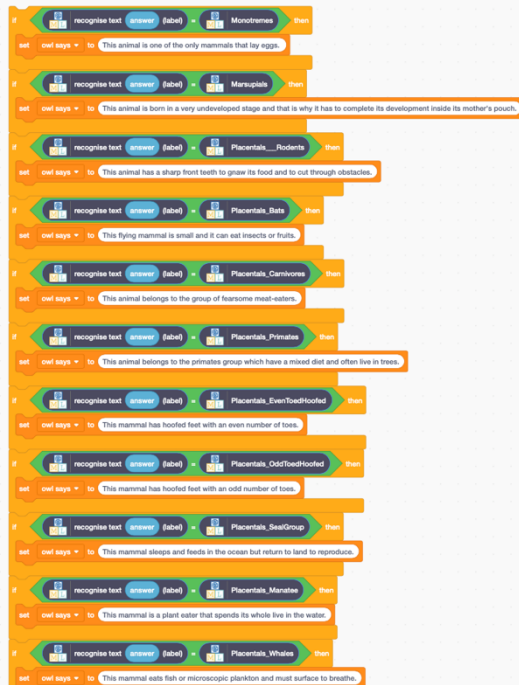 if recognise text answer (label) = Monotremes then
set owl says to This animal is one of the only mammals that lay eggs.
if recognise text answer (label) = Marsupials then
set owl says to This animal is born in a very undeveloped stage and that is why it has to complete its development inside its mother's pouch.
if recognise text answer (label) = Placentals___Rodents then
set owl says to This animal has a sharp front teeth to gnaw its food and to cut through obstacles.
if recognise text answer (label) = Placentals_Bats then
set owl says to This flying mammal is small and it can eat insects or fruits.
if recognise text answer (label) = Placentals_Carnivores then
set owl says to This animal belongs to the group of fearsome meat-eaters.
if recognise text answer (label) = Placentals_Primates then
set owl says to This animal belongs to the primates group which have a mixed diet and often live in trees.
if recognise text answer (label) = Placentals_EvenToedHoofed then
set owl says to This mammal has hoofed feet with an even number of toes.
if recognise text answer (label) = Placentals_OddToedHoofed then
set owl says to This mammal has hoofed feet with an odd number of toes.
if recognise text answer (label) = Placentals_SealGroup then
set owl says to This mammal sleeps and feeds in the ocean but return to land to reproduce.
if recognise text answer (label) = Placentals_Manatee then
set owl says to This mammal is a plant eater that spends its whole live in the water.
if recognise text answer (label) = Placentals_Whales then
set owl says to This mammal eats fish or microscopic plankton and must surface to breathe.